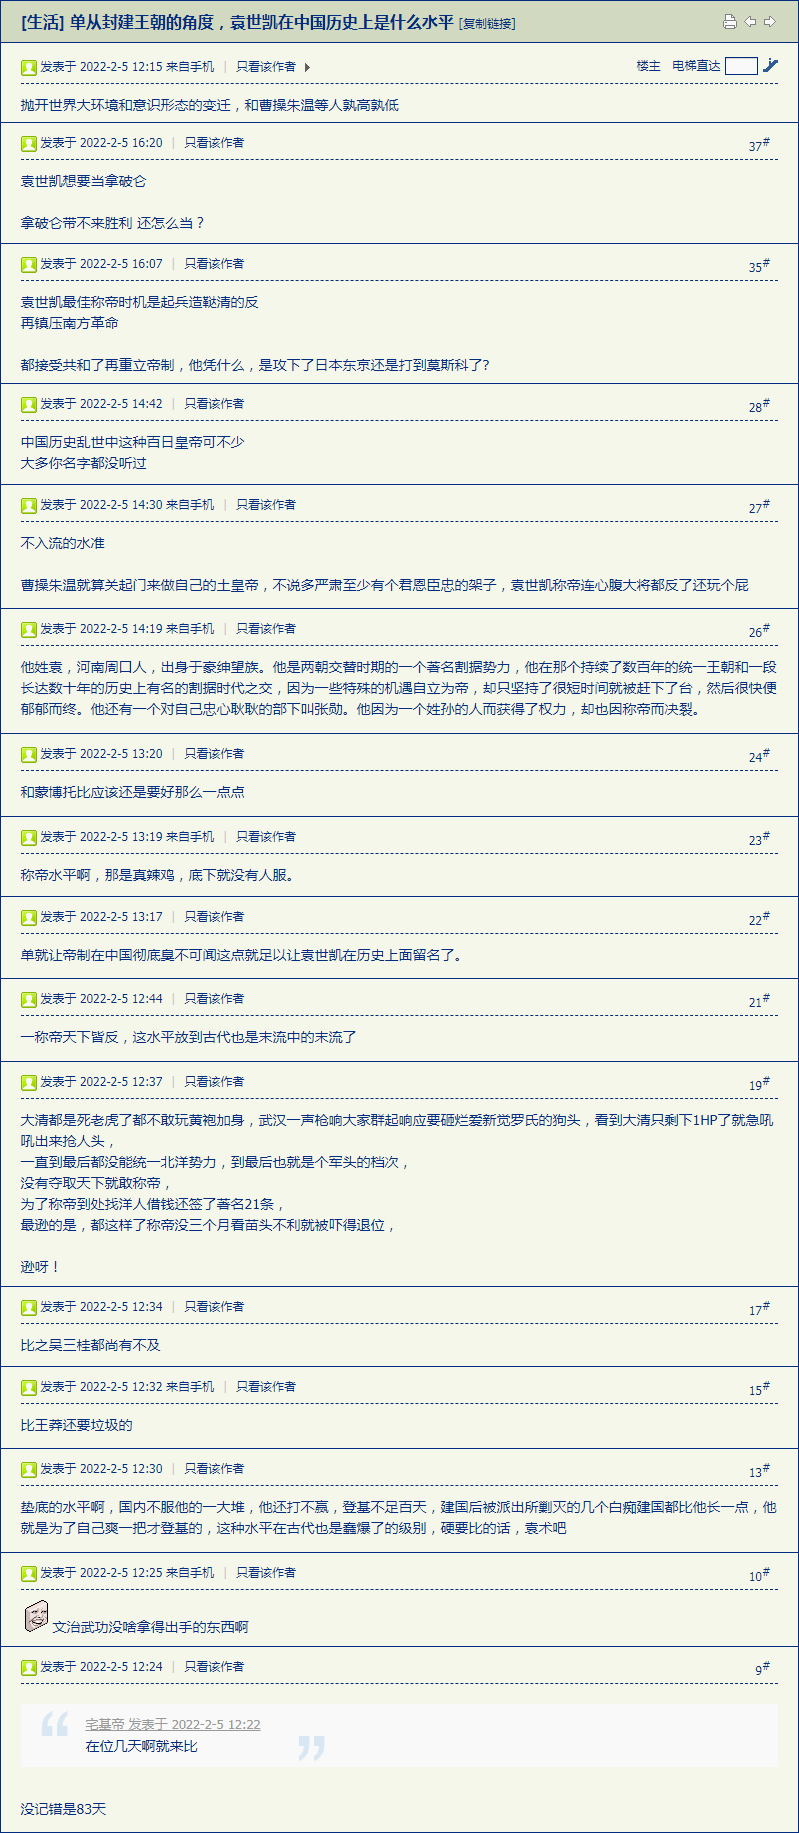 [生活] 单从封建王朝的角度，袁世凯在中国历史上是什么水平 [复制链接]
发表于 2022-2-5 12:15 来自手机 | 只看该作者
楼主 电梯直达
抛开世界大环境和意识形态的变迁，和曹操朱温等人孰高孰低
发表于 2022-2-5 16:20 | 只看该作者
37#
袁世凯想要当拿破仑
拿破仑带不来胜利 还怎么当？
发表于 2022-2-5 16:07 | 只看该作者
35#
袁世凯最佳称帝时机是起兵造鞑清的反
再镇压南方革命
都接受共和了再重立帝制，他凭什么，是攻下了日本东京还是打到莫斯科了?
发表于 2022-2-5 14:42 | 只看该作者
28#
中国历史乱世中这种百日皇帝可不少
大多你名字都没听过
发表于 2022-2-5 14:30 来自手机 | 只看该作者
27#
不入流的水准
曹操朱温就算关起门来做自己的土皇帝，不说多严肃至少有个君恩臣忠的架子，袁世凯称帝连心腹大将都反了还玩个屁
发表于 2022-2-5 14:19 来自手机 | 只看该作者
26#
他姓袁，河南周口人，出身于豪绅望族。他是两朝交替时期的一个著名割据势力，他在那个持续了数百年的统一王朝和一段
长达数十年的历史上有名的割据时代之交，因为一些特殊的机遇自立为帝，却只坚持了很短时间就被赶下了台，然后很快便
郁郁而终。他还有一个对自己忠心耿耿的部下叫张勋。他因为一个姓孙的人而获得了权力，却也因称帝而决裂。
发表于 2022-2-5 13:20 | 只看该作者
24#
和蒙博托比应该还是要好那么一点点
发表于 2022-2-5 13:19 来自手机 | 只看该作者
23#
称帝水平啊，那是真辣鸡，底下就没有人服。
发表于 2022-2-5 13:17 | 只看该作者
22#
单就让帝制在中国彻底臭不可闻这点就足以让袁世凯在历史上面留名了。
发表于 2022-2-5 12:44 | 只看该作者
21#
一称帝天下皆反，这水平放到古代也是末流中的末流了
发表于 2022-2-5 12:37 | 只看该作者
19#
大清都是死老虎了都不敢玩黄袍加身，武汉一声枪响大家群起响应要砸烂爱新觉罗氏的狗头，看到大清只剩下1HP了就急吼
吼出来抢人头，
一直到最后都没能统一北洋势力，到最后也就是个军头的档次，
没有夺取天下就敢称帝，
为了称帝到处找洋人借钱还签了著名21条，
最逊的是，都这样了称帝没三个月看苗头不利就被吓得退位，
逊呀！
发表于 2022-2-5 12:34 | 只看该作者
17#
比之吴三桂都尚有不及
发表于 2022-2-5 12:32 来自手机 | 只看该作者
15#
比王莽还要垃圾的
发表于 2022-2-5 12:30 | 只看该作者
13#
垫底的水平啊，国内不服他的一大堆，他还打不赢，登基不足百天，建国后被派出所剿灭的几个白痴建国都比他长一点，他
就是为了自己爽一把才登基的，这种水平在古代也是蠢爆了的级别，硬要比的话，袁术吧
发表于 2022-2-5 12:25 来自手机 | 只看该作者
10#
文治武功没啥拿得出手的东西啊
发表于 2022-2-5 12:24 | 只看该作者
9#
宅基帝 发表于 2022-2-5 12:22
在位几天啊就来比
没记错是83天